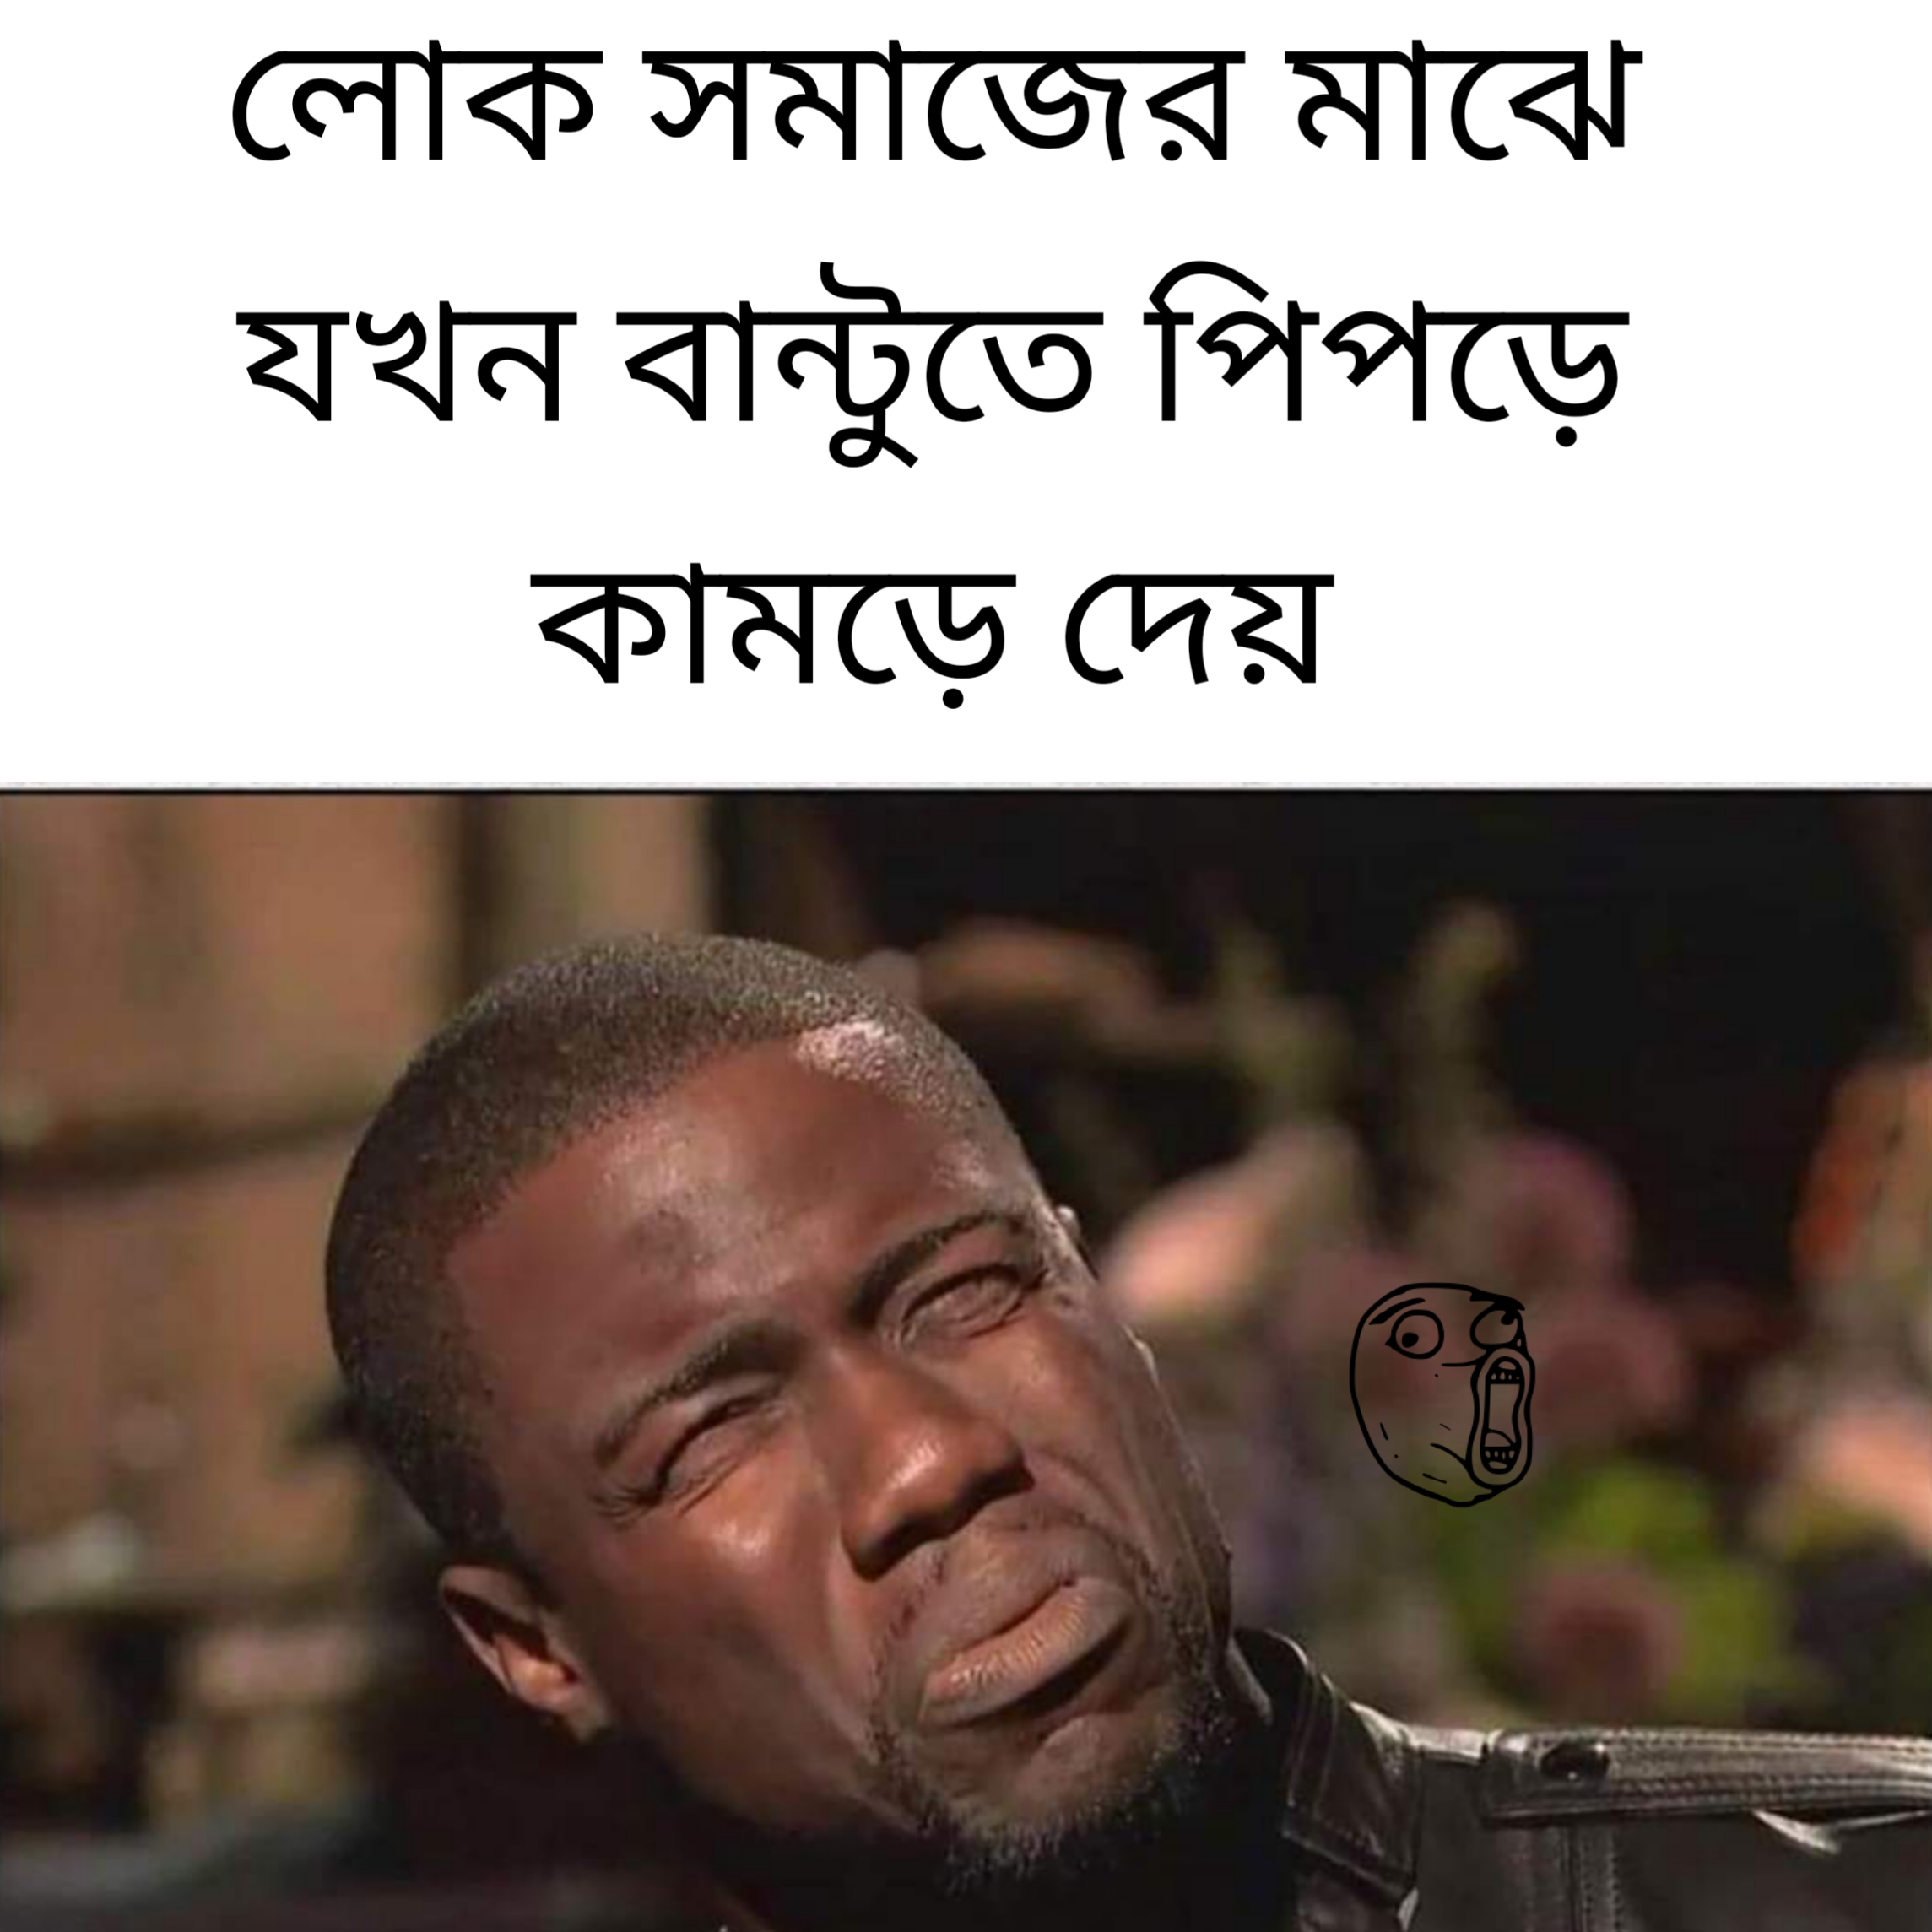 লোক সমাজের মাঝে
যখন বান্টুতে পিপড়ে
কামড়ে দেয়